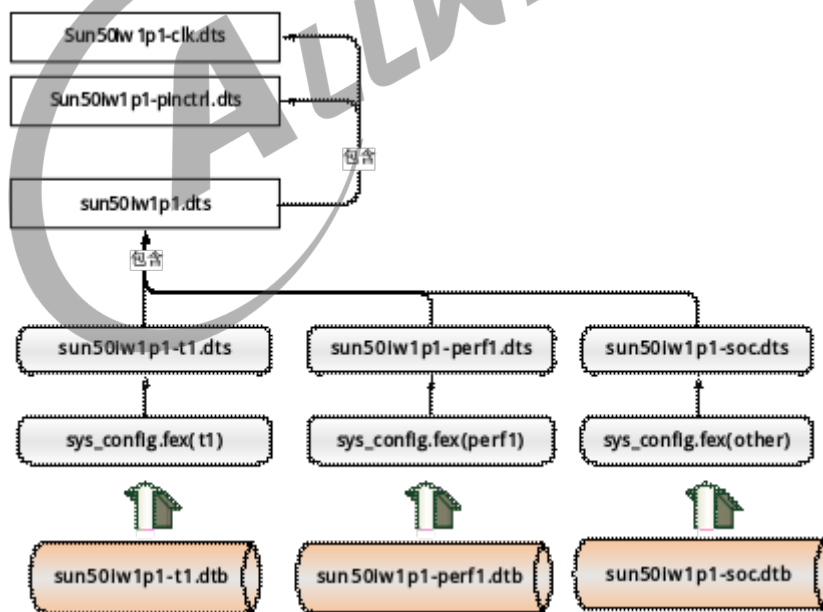 Sun50iw1p1-clk.dts
Sun50iw1p1-pinctrl.dts
包含
sun50iw1p1.dts
包含
sun50iw1p1-t1.dts
sun50iw1p1-perf1.dts
sun50iw1p1-soc.dts
sys_config.fex(t1)
sys_config.fex(perf1)
sys_config.fex(other)
sun50iw1p1-t1.dtb
sun50iw1p1-perf1.dtb
sun50iw1p1-soc.dtb